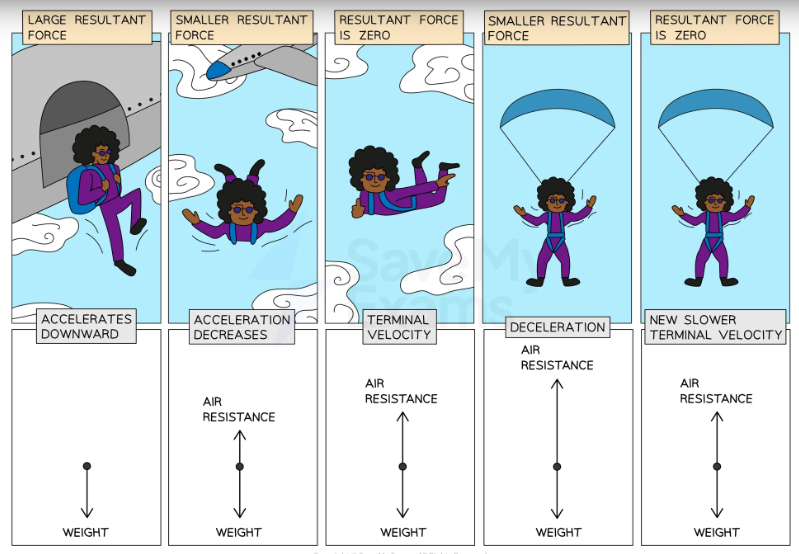 LARGE RESULTANT
FORCE
SMALLER RESULTANT
FORCE
RESULTANT FORCE
IS ZERO
SMALLER RESULTANT
FORCE
RESULTANT FORCE
IS ZERO
SaveMy
Exams
ACCELERATES
DOWNWARD
ACCELERATION
DECREASES
TERMINAL
VELOCITY
DECELERATION
NEW SLOWER
TERMINAL VELOCITY
WEIGHT
AIR
RESISTANCE
WEIGHT
AIR
RESISTANCE
WEIGHT
AIR
RESISTANCE
WEIGHT
AIR
RESISTANCE
WEIGHT